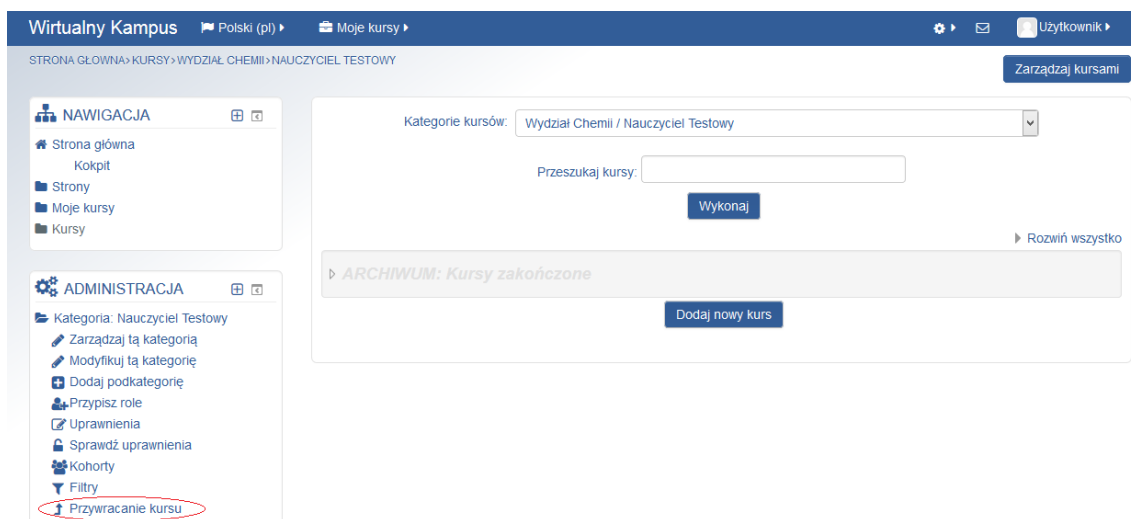 Wirtualny Kampus Polski (pl) Moje kursy Użytkownik
STRONA GŁOWNA›KURSY›WYDZIAŁ CHEMII›NAUCZYCIEL TESTOWY
Zarządzaj kursami
NAWIGACJA
Strona główna
Kokpit
Strony
Moje kursy
Kursy
ADMINISTRACJA
Kategoria: Nauczyciel Testowy
Zarządzaj tą kategorią
Modyfikuj tą kategorię
Dodaj podkategorię
Przypisz role
Uprawnienia
Sprawdź uprawnienia
Kohorty
Filtry
Przywracanie kursu
Kategorie kursów: Wydział Chemii / Nauczyciel Testowy
Przeszukaj kursy:
Wykonaj
Rozwiń wszystko
ARCHIWUM: Kursy zakończone
Dodaj nowy kurs